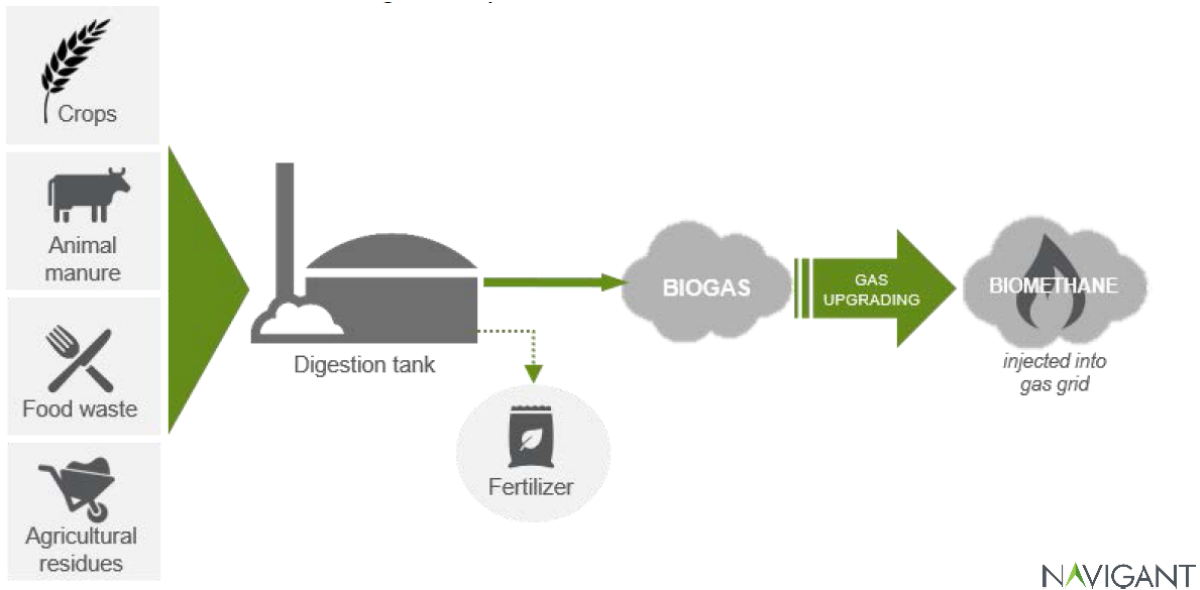 Crops
Animal
manure
Food waste
Agricultural
residues
Digestion tank
Fertilizer
BIOGAS
GAS
UPGRADING
BIOMETHANE
injected into
gas grid
NAVIGANT